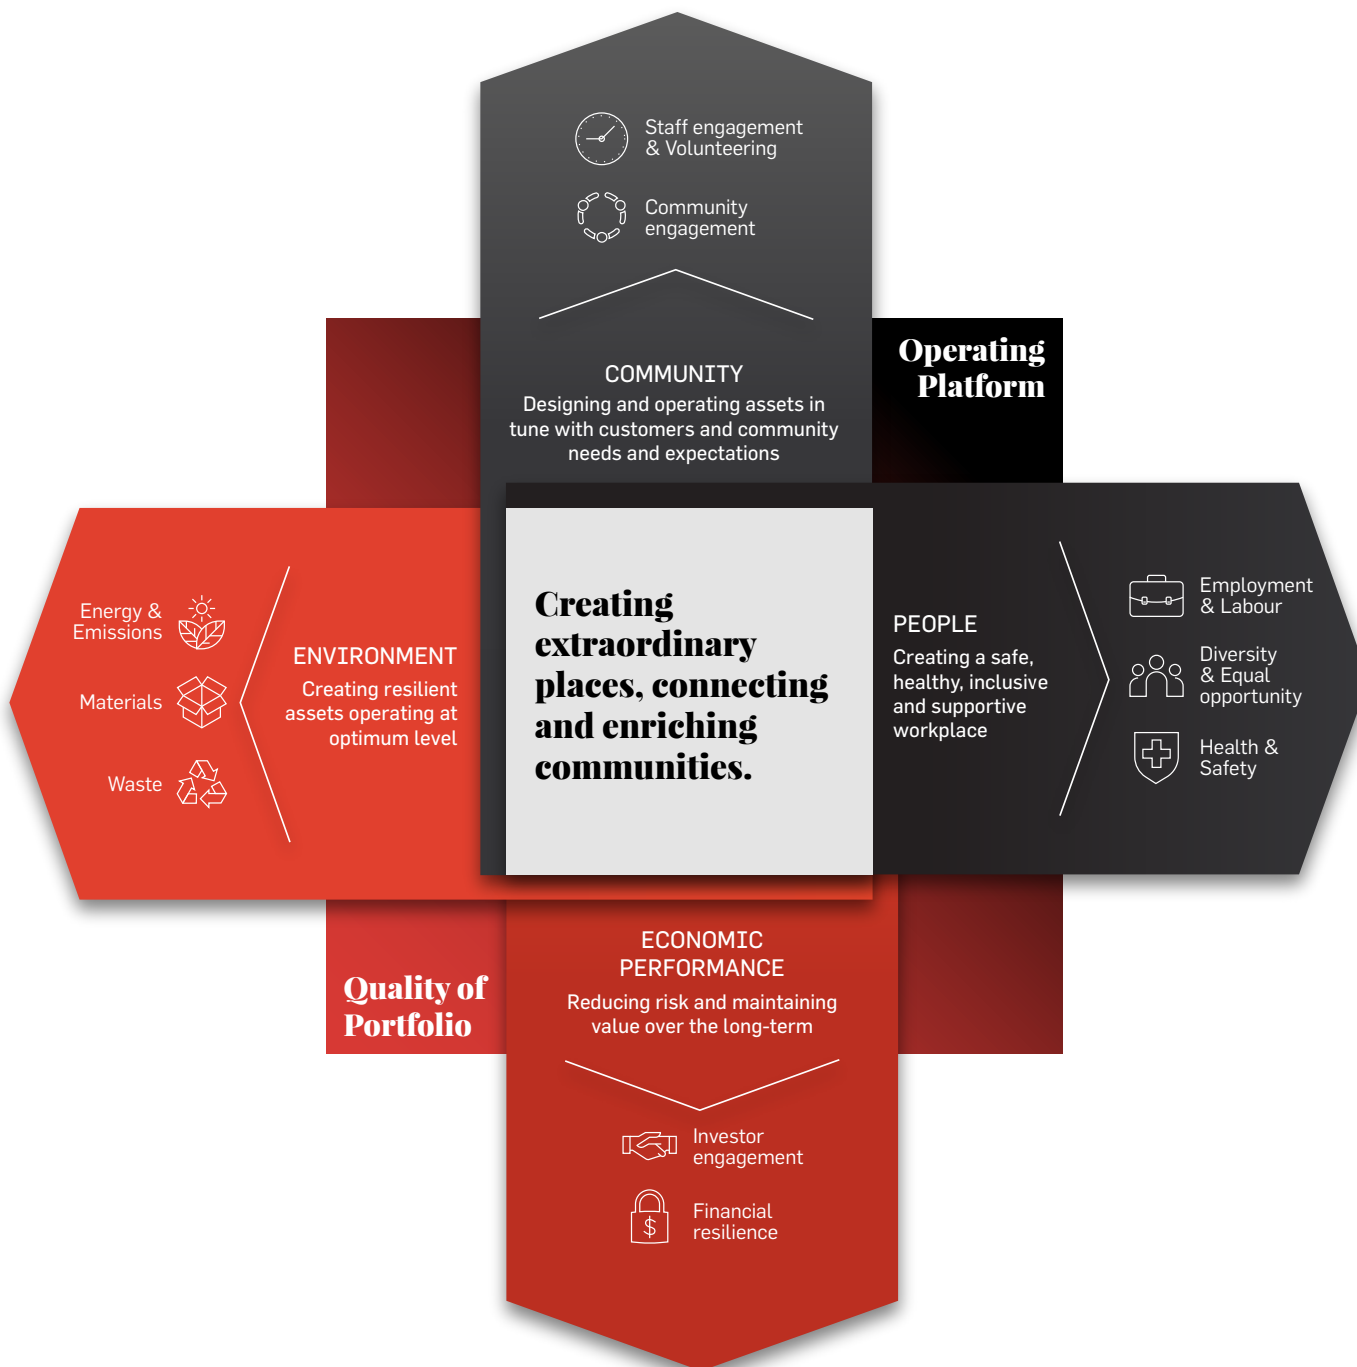 Staff engagement
& Volunteering
Community
engagement
COMMUNITY
Designing and operating assets in
tune with customers and community
needs and expectations
Operating
Platform
Energy &
Emissions
Materials
Waste
ENVIRONMENT
Creating resilient
assets operating at
optimum level
Creating
extraordinary
places, connecting
and enriching
communities.
PEOPLE
Creating a safe,
healthy, inclusive
and supportive
workplace
Employment
& Labour
Diversity
& Equal
opportunity
Health &
Safety
Quality of
Portfolio
ECONOMIC
PERFORMANCE
Reducing risk and maintaining
value over the long-term
Investor
engagement
$
Financial
resilience